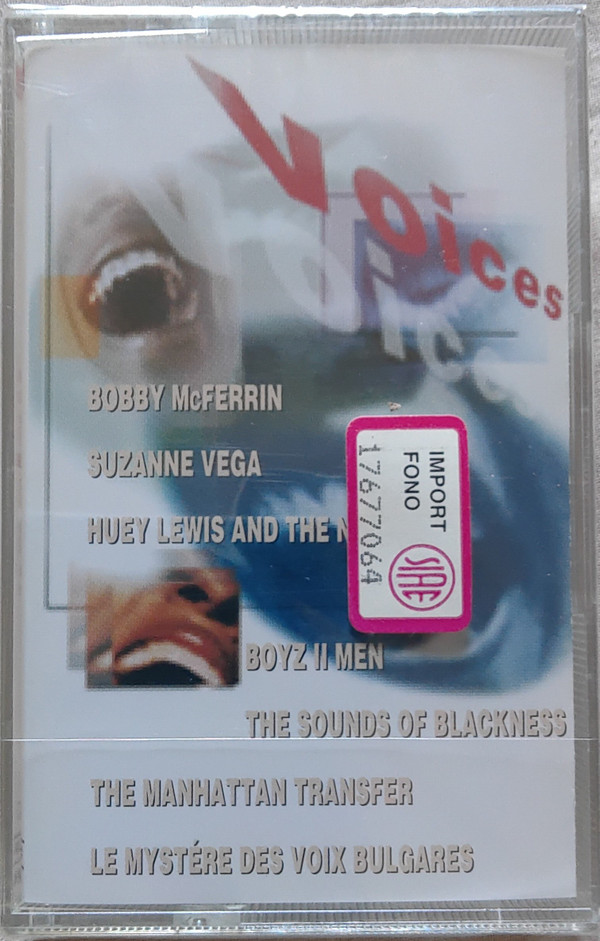 Voices
Voices
BOBBY McFERRIN
SUZANNE VEGA
HUEY LEWIS AND THE N
IMPORT
FONO
SIAE
BOYZ II MEN
THE SOUNDS OF BLACKNESS
THE MANHATTAN TRANSFER
LE MYSTÉRE DES VOIX BULGARES